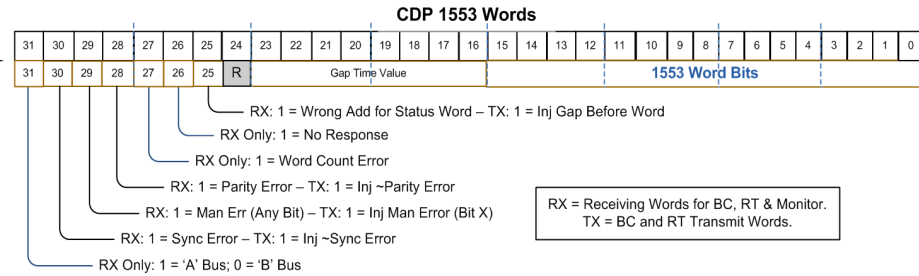 CDP 1553 Words
31 30 29 28 27 26 25 24 23 22 21 20 19 18 17 16 15 14 13 12 11 10 9 8 7 6 5 4 3 2 1 0
31 30 29 28 27 26 25 R Gap Time Value 1553 Word Bits
RX: 1 = Wrong Add for Status Word – TX: 1 = Inj Gap Before Word
RX Only: 1 = No Response
RX Only: 1 = Word Count Error
RX: 1 = Parity Error – TX: 1 = Inj ~Parity Error
RX: 1 = Man Err (Any Bit) – TX: 1 = Inj Man Error (Bit X)
RX: 1 = Sync Error – TX: 1 = Inj ~Sync Error
RX Only: 1 = ‘A’ Bus; 0 = ‘B’ Bus
RX = Receiving Words for BC, RT & Monitor.
TX = BC and RT Transmit Words.